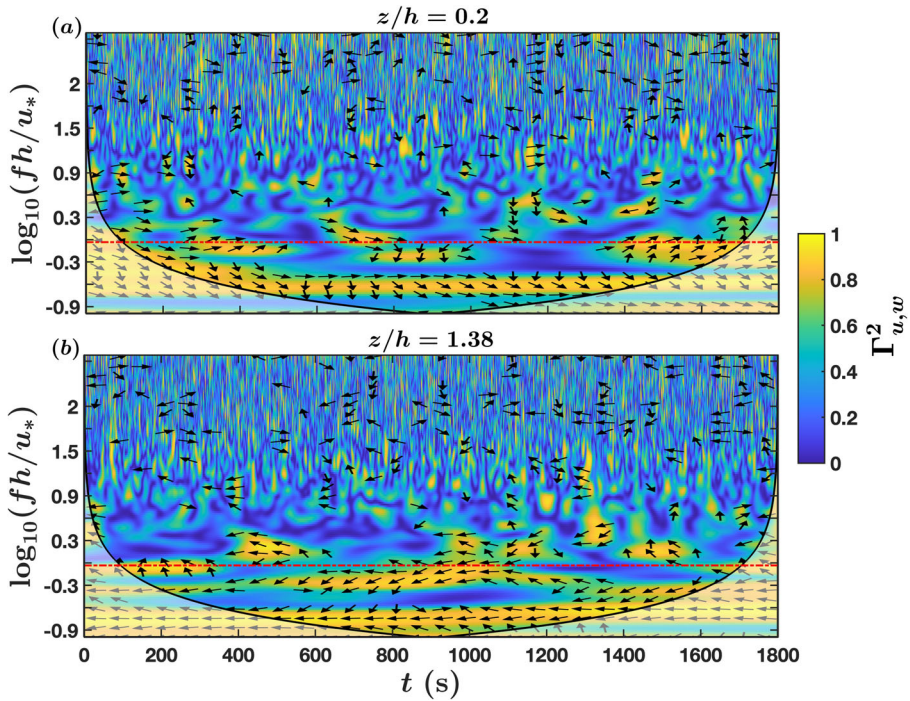 (a) z/h = 0.2
log₁₀(fh/u*)
2
1.5
0.9
0.3
-0.3
-0.9
(b) z/h = 1.38
log₁₀(fh/u*)
2
1.5
0.9
0.3
-0.3
-0.9
0 200 400 600 800 1000 1200 1400 1600 1800
t (s)
1
0.8
0.6
0.4
0.2
0
Γ²u,w